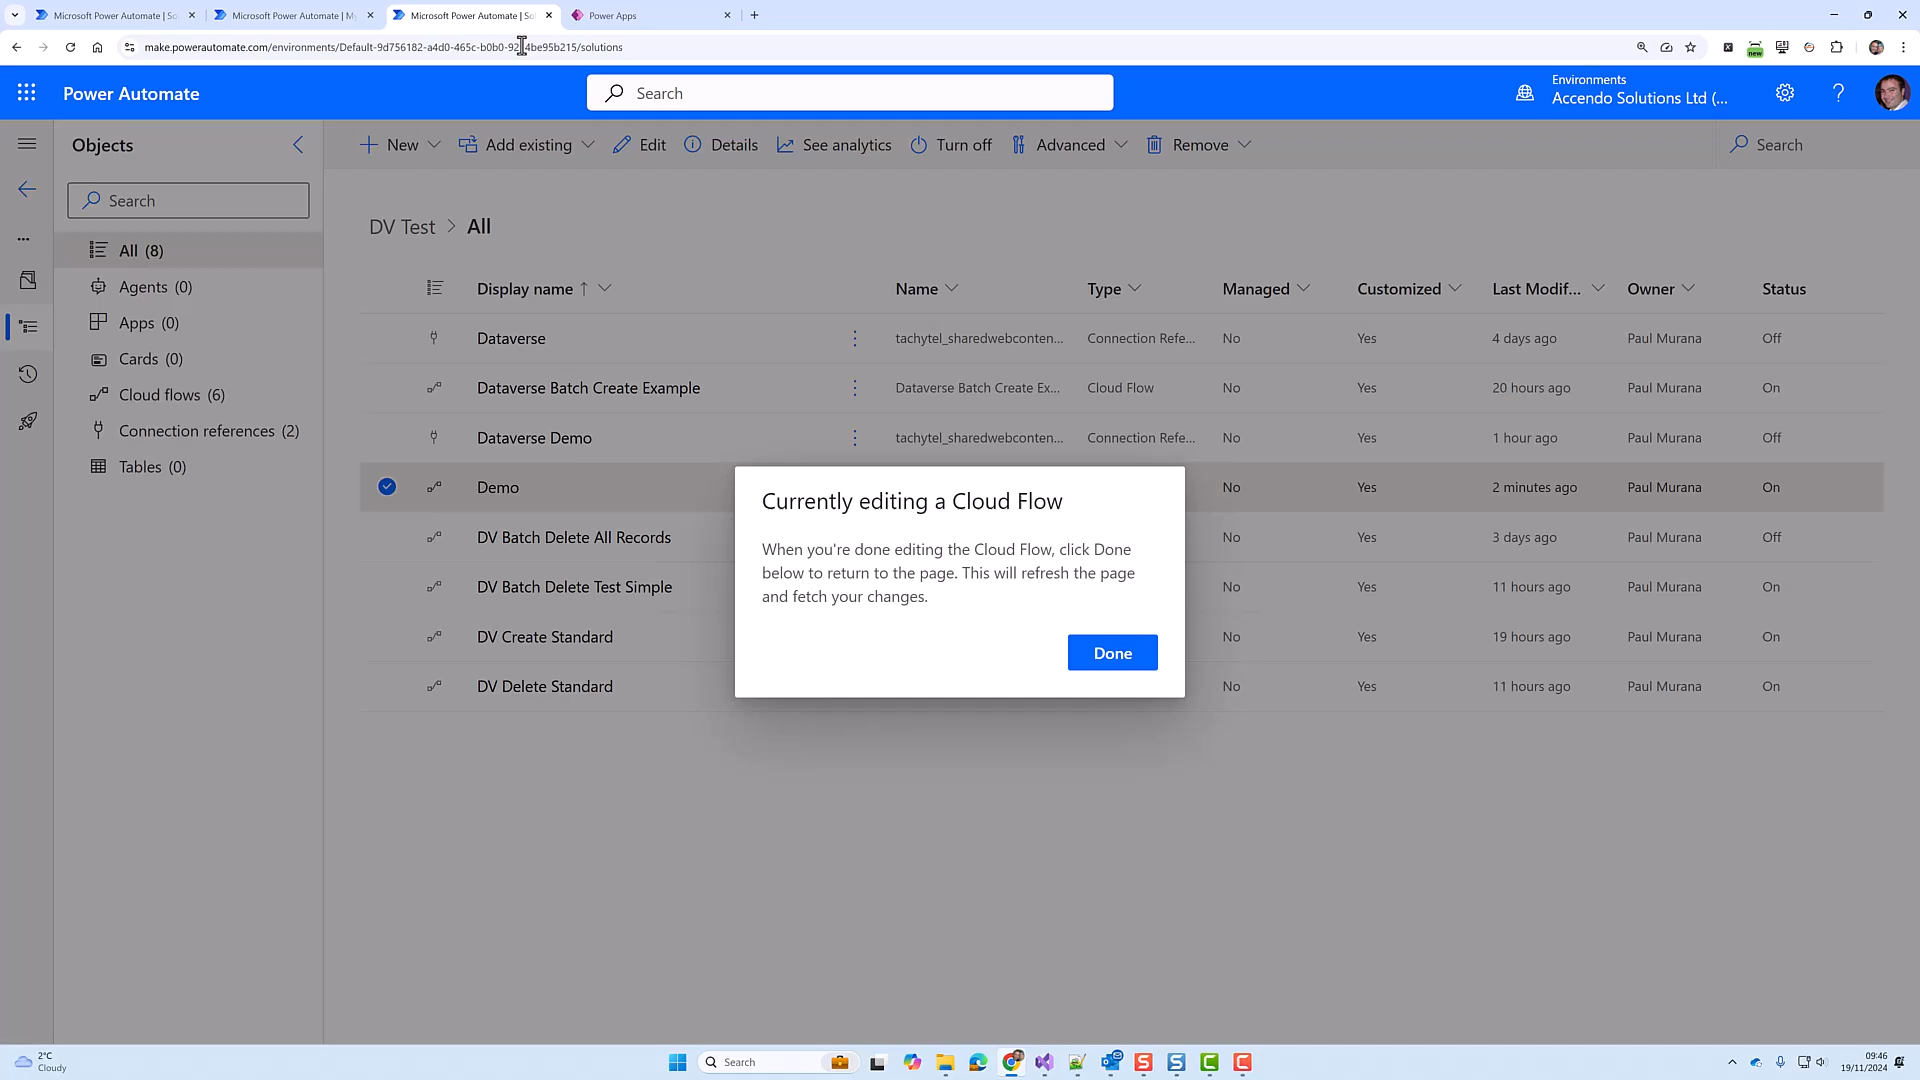 Microsoft Power Automate | Sol
Microsoft Power Automate | My
Microsoft Power Automate | Sol
Power Apps
make.powerautomate.com/environments/Default-9d756182-a4d0-465c-b0b0-92 4be95b215/solutions
new
Power Automate
Search
Environments
Accendo Solutions Ltd (...
Objects
New
Add existing
Edit
Details
See analytics
Turn off
Advanced
Remove
Search
Search
DV Test > All
All (8)
Agents (0)
Apps (0)
Cards (0)
Cloud flows (6)
Connection references (2)
Tables (0)
Display name ↑ Name Type Managed Customized Last Modif... Owner Status
Dataverse tachytel_sharedwebconten... Connection Refe... No Yes 4 days ago Paul Murana Off
Dataverse Batch Create Example Dataverse Batch Create Ex... Cloud Flow No Yes 20 hours ago Paul Murana On
Dataverse Demo tachytel_sharedwebconten... Connection Refe... No Yes 1 hour ago Paul Murana Off
Demo No Yes 2 minutes ago Paul Murana On
DV Batch Delete All Records No Yes 3 days ago Paul Murana Off
DV Batch Delete Test Simple No Yes 11 hours ago Paul Murana On
DV Create Standard No Yes 19 hours ago Paul Murana On
DV Delete Standard No Yes 11 hours ago Paul Murana On
Currently editing a Cloud Flow
When you're done editing the Cloud Flow, click Done
below to return to the page. This will refresh the page
and fetch your changes.
Done
2°C
Cloudy
Search
09:46
19/11/2024